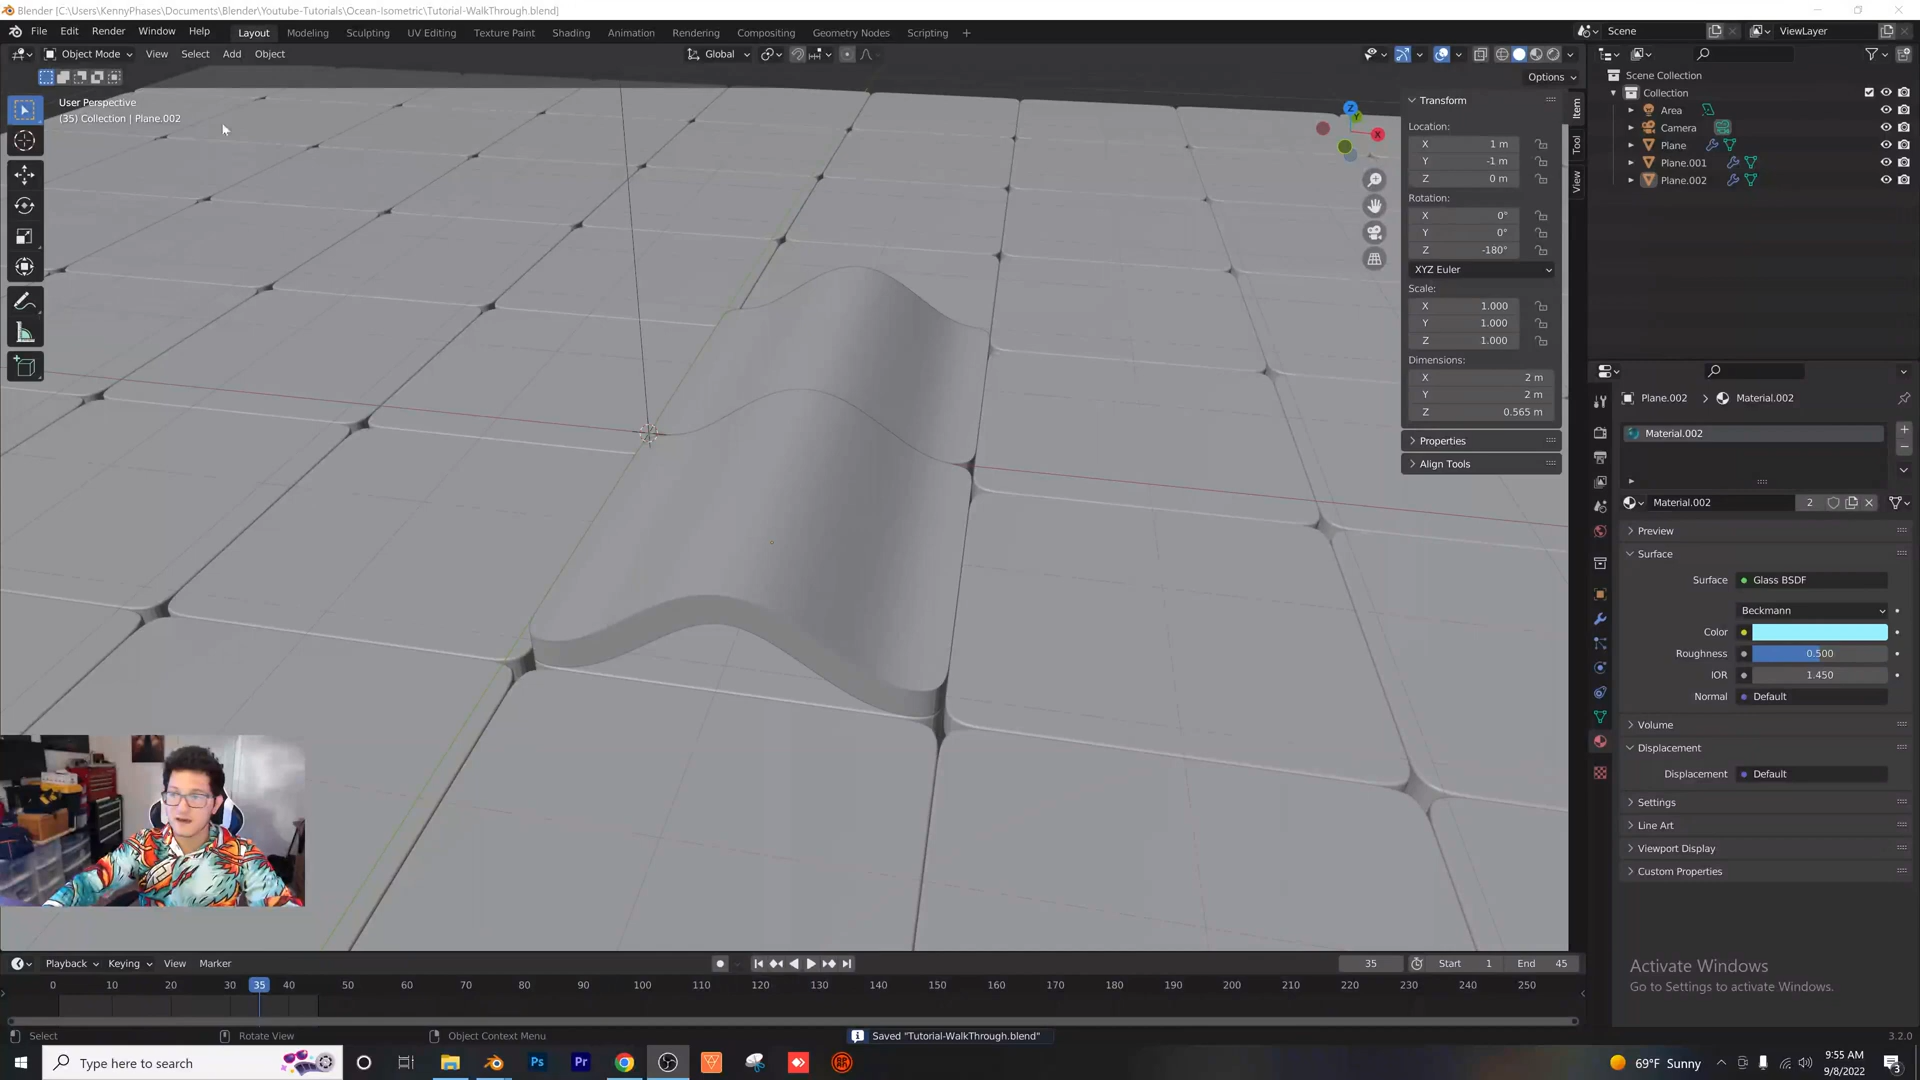 Blender [C:\Users\KennyPhases\Documents\Blender\Youtube-Tutorials\Ocean-Isometric\Tutorial-WalkThrough.blend]
File Edit Render Window Help Layout Modeling Sculpting UV Editing Texture Paint Shading Animation Rendering Compositing Geometry Nodes Scripting + Scene ViewLayer
Object Mode View Select Add Object Global
Options
User Perspective
(35) Collection | Plane.002
Transform
Location:
X 1 m
Y -1 m
Z 0 m
Rotation:
X 0°
Y 0°
Z -180°
XYZ Euler
Scale:
X 1.000
Y 1.000
Z 1.000
Dimensions:
X 2 m
Y 2 m
Z 0.565 m
Properties
Align Tools
Item
Tool
View
Z
Y
X
Scene Collection
Collection
Area
Camera
Plane
Plane.001
Plane.002
Plane.002 > Material.002
Material.002
Material.002 2
Preview
Surface
Surface Glass BSDF
Beckmann
Color
Roughness 0.500
IOR 1.450
Normal Default
Volume
Displacement
Displacement Default
Settings
Line Art
Viewport Display
Custom Properties
Activate Windows
Go to Settings to activate Windows.
Playback Keying View Marker 35 Start 1 End 45
0 10 20 30 35 40 50 60 70 80 90 100 110 120 130 140 150 160 170 180 190 200 210 220 230 240 250
Select Rotate View Object Context Menu Saved "Tutorial-WalkThrough.blend" 3.2.0
Type here to search Ps Pr 69°F Sunny
9:55 AM
9/8/2022
3